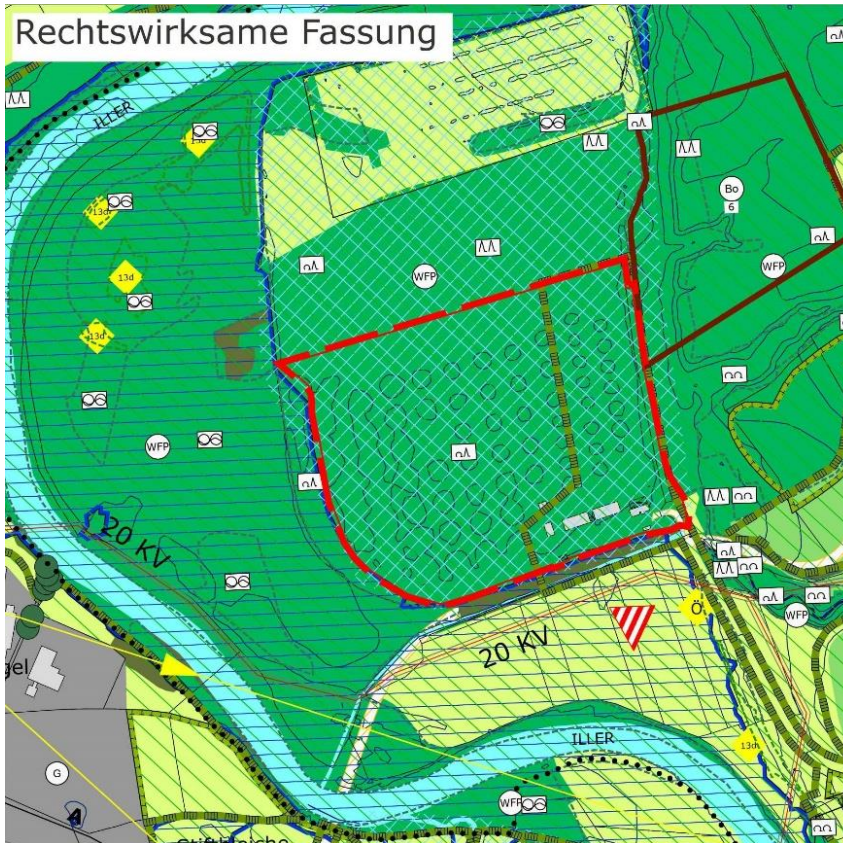 Rechtswirksame Fassung
ILLER
13d
Bo
6
13d
WFP
WFP
13d
13d
WFP
20 KV
WFP
Ö
20 KV
gel
13d
ILLER
G
WFP
A